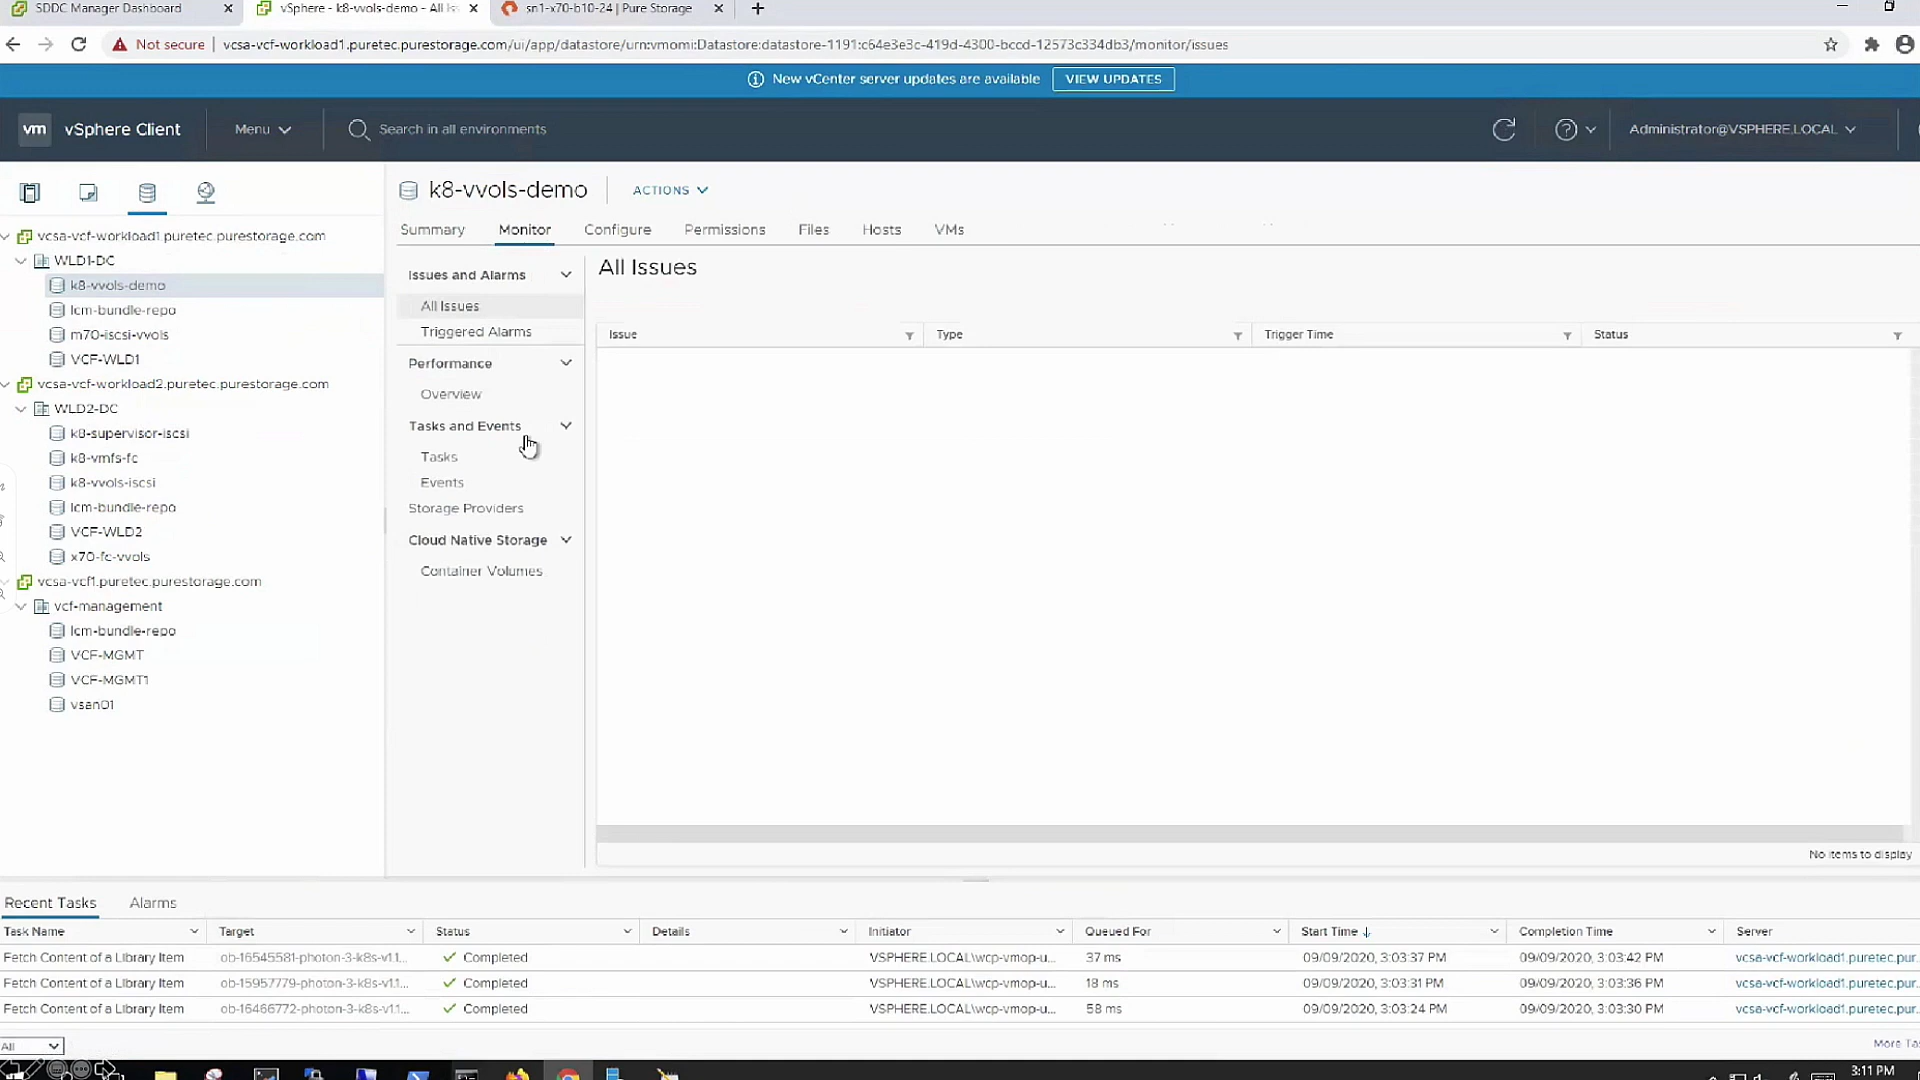 SDDC Manager Dashboard
vSphere - k8-vvols-demo - All Is
sn1-x70-b10-24 | Pure Storage
Not secure
vcsa-vcf-workload1.puretec.purestorage.com/ui/app/datastore/urn:vmomi:Datastore:datastore-1191:c64e3e3c-419d-4300-bccd-12573c334db3/monitor/issues
New vCenter server updates are available
VIEW UPDATES
vm vSphere Client
Menu
Search in all environments
Administrator@VSPHERE.LOCAL
k8-vvols-demo
ACTIONS
Summary Monitor Configure Permissions Files Hosts VMs
vcsa-vcf-workload1.puretec.purestorage.com
WLD1-DC
k8-vvols-demo
lcm-bundle-repo
m70-iscsi-vvols
VCF-WLD1
vcsa-vcf-workload2.puretec.purestorage.com
WLD2-DC
k8-supervisor-iscsi
k8-vmfs-fc
k8-vvols-iscsi
lcm-bundle-repo
VCF-WLD2
x70-fc-vvols
vcsa-vcf1.puretec.purestorage.com
vcf-management
lcm-bundle-repo
VCF-MGMT
VCF-MGMT1
vsan01
Issues and Alarms
All Issues
Triggered Alarms
Performance
Overview
Tasks and Events
Tasks
Events
Storage Providers
Cloud Native Storage
Container Volumes
All Issues
Issue Type Trigger Time Status
No items to display
Recent Tasks Alarms
Task Name Target Status Details Initiator Queued For Start Time Completion Time Server
Fetch Content of a Library Item ob-16545581-photon-3-k8s-v1.1... Completed VSPHERE.LOCAL\wcp-vmop-u... 37 ms 09/09/2020, 3:03:37 PM 09/09/2020, 3:03:42 PM vcsa-vcf-workload1.puretec.pur...
Fetch Content of a Library Item ob-15957779-photon-3-k8s-v1.1... Completed VSPHERE.LOCAL\wcp-vmop-u... 18 ms 09/09/2020, 3:03:31 PM 09/09/2020, 3:03:36 PM vcsa-vcf-workload1.puretec.pur...
Fetch Content of a Library Item ob-16466772-photon-3-k8s-v1.1... Completed VSPHERE.LOCAL\wcp-vmop-u... 58 ms 09/09/2020, 3:03:24 PM 09/09/2020, 3:03:30 PM vcsa-vcf-workload1.puretec.pur...
All
More Ta
3:11 PM